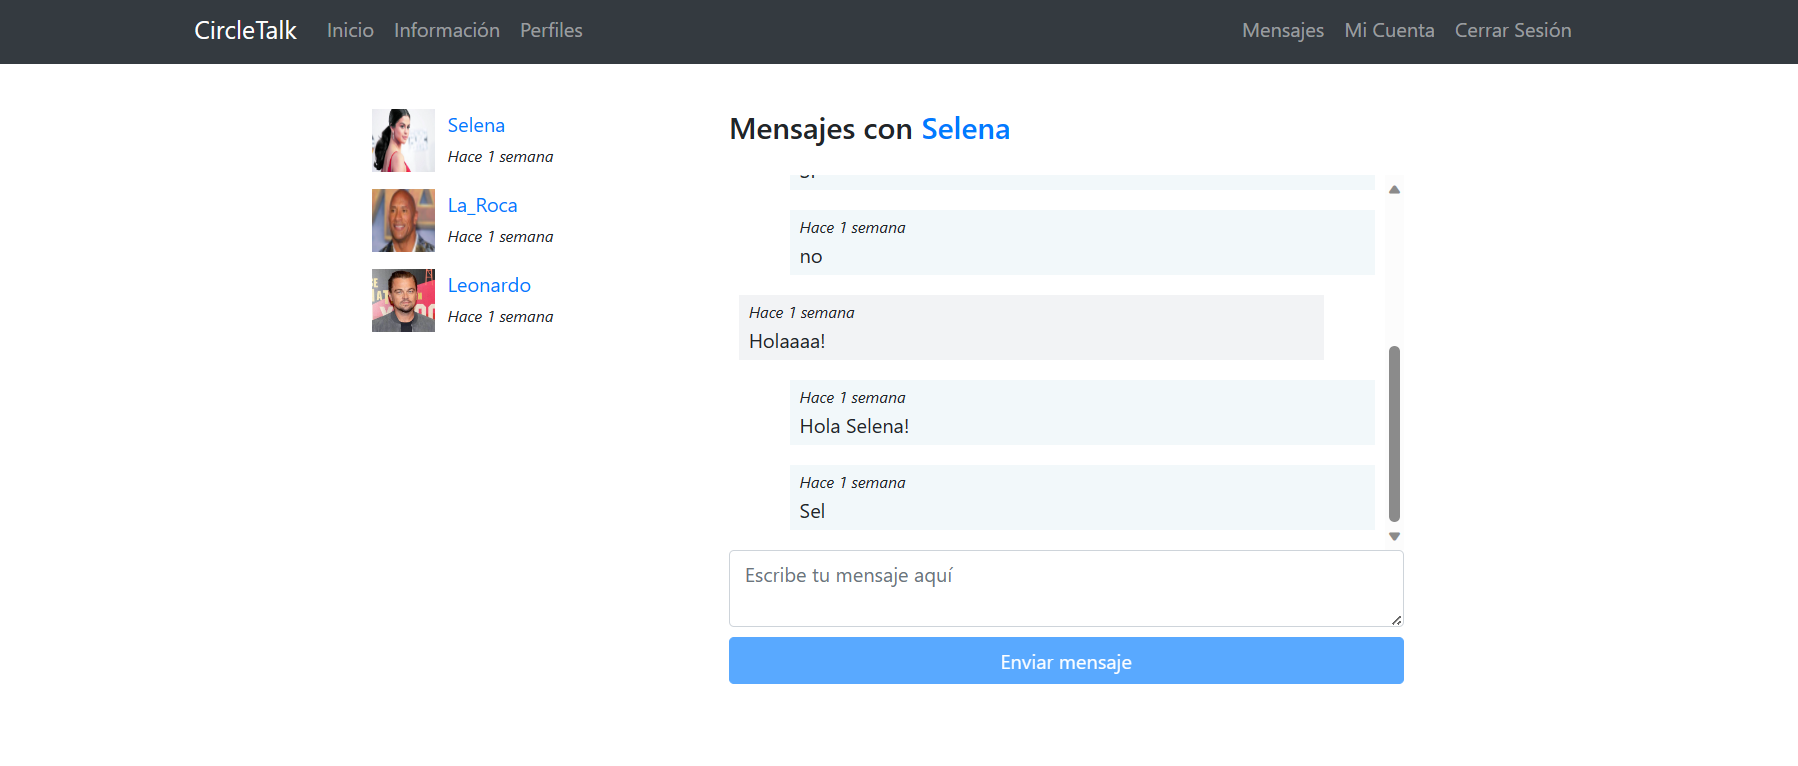 CircleTalk Inicio Información Perfiles Mensajes Mi Cuenta Cerrar Sesión
Selena
Hace 1 semana
La_Roca
Hace 1 semana
Leonardo
Hace 1 semana
Mensajes con Selena
Hace 1 semana
no
Hace 1 semana
Holaaaa!
Hace 1 semana
Hola Selena!
Hace 1 semana
Sel
Escribe tu mensaje aquí
Enviar mensaje